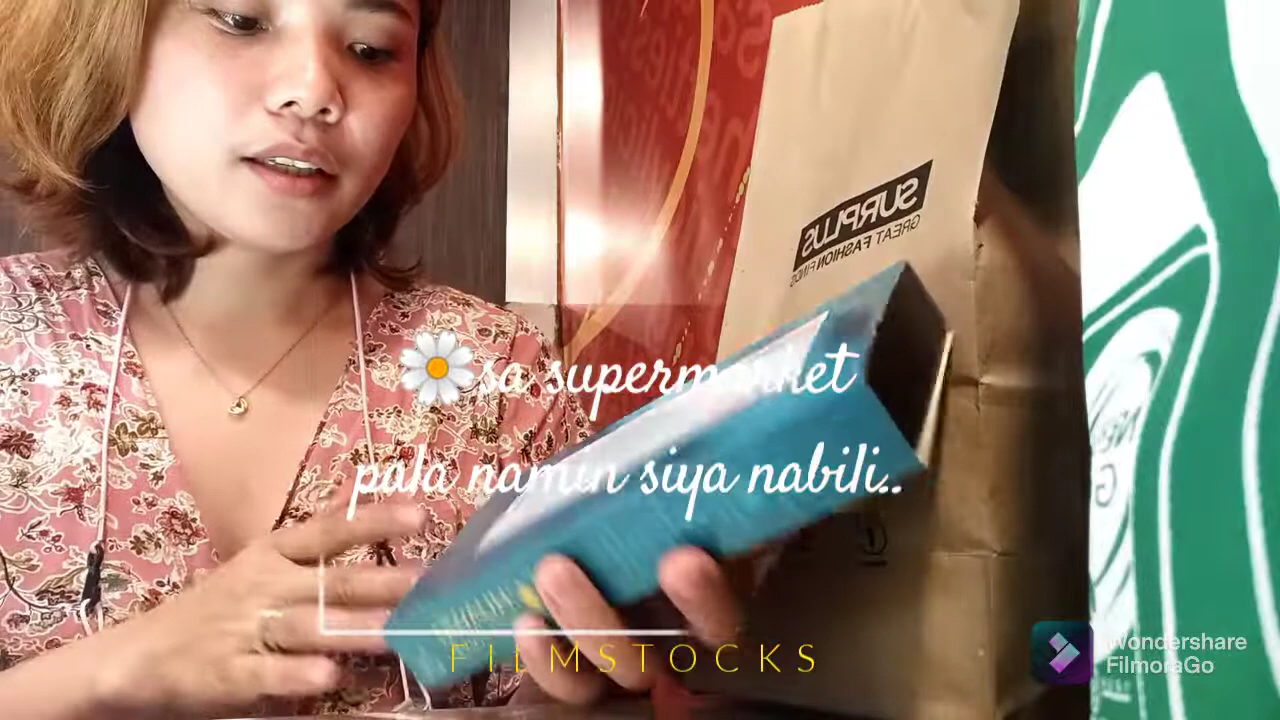 SURPLUS
GREAT FASHION FINDS
🌼sa supermarket
pala namin siya nabili..
FILMSTOCKS
Wondershare
FilmoraGo